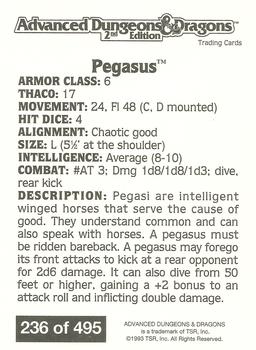 Advanced Dungeons & Dragons™
2nd Edition
Trading Cards
Pegasus™
ARMOR CLASS: 6
THACO: 17
MOVEMENT: 24, Fl 48 (C, D mounted)
HIT DICE: 4
ALIGNMENT: Chaotic good
SIZE: L (5½' at the shoulder)
INTELLIGENCE: Average (8-10)
COMBAT: #AT 3; Dmg 1d8/1d8/1d3; dive,
rear kick
DESCRIPTION: Pegasi are intelligent
winged horses that serve the cause of
good. They understand common and can
also speak with horses. A pegasus must
be ridden bareback. A pegasus may forego
its front attacks to kick at a rear opponent
for 2d6 damage. It can also dive from 50
feet or higher, gaining a +2 bonus to an
attack roll and inflicting double damage.
236 of 495
ADVANCED DUNGEONS & DRAGONS
is a trademark of TSR, Inc.
©1993 TSR, Inc. All Rights Reserved.